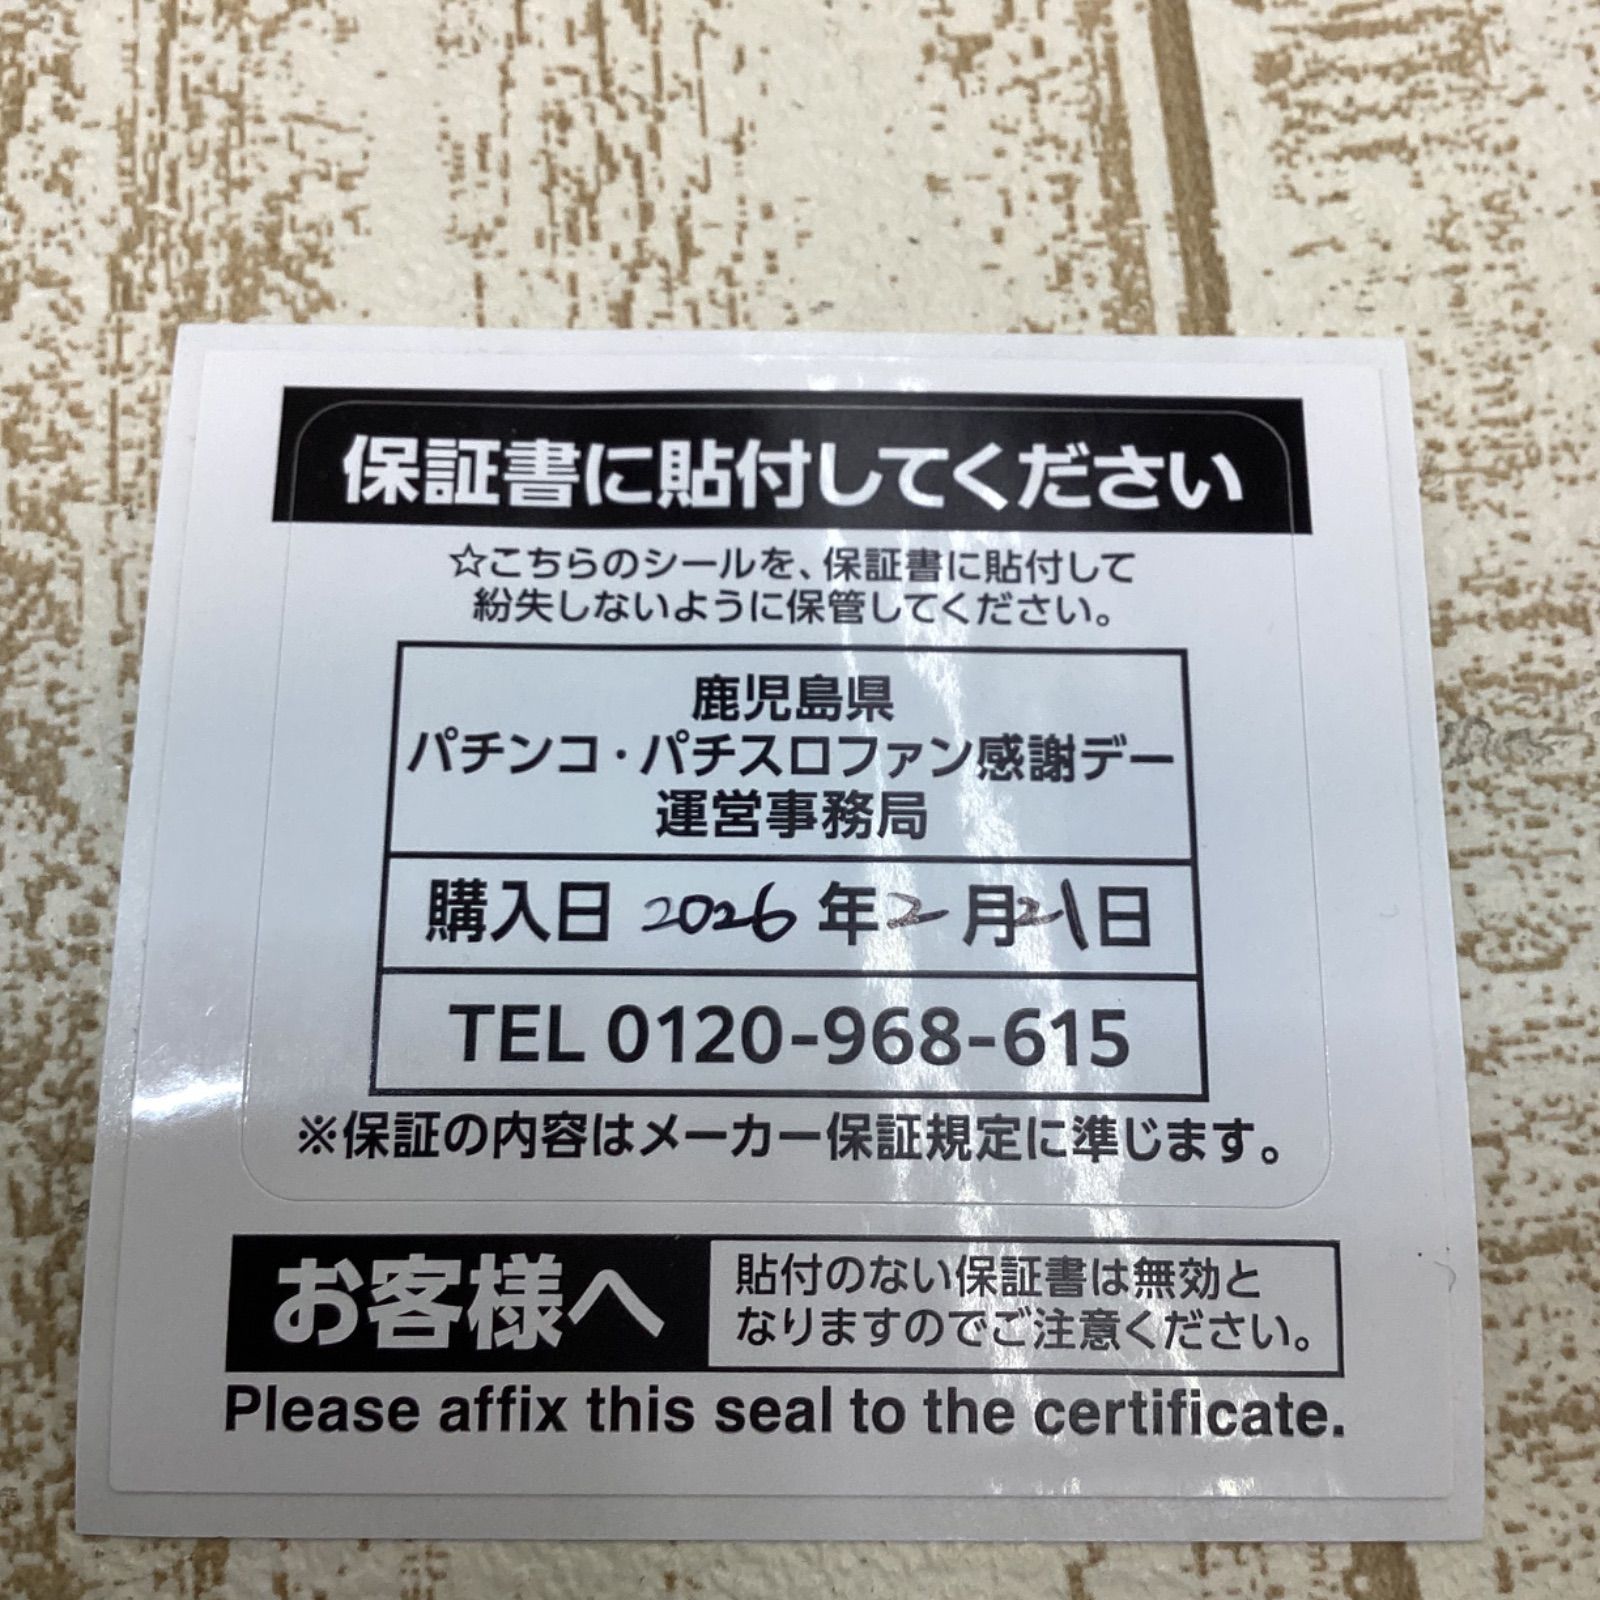 保証書に貼付してください
☆こちらのシールを、保証書に貼付して
紛失しないように保管してください。
鹿児島県
パチンコ・パチスロファン感謝デー
運営事務局
購入日 2026 年 2 月 21 日
TEL 0120-968-615
※保証の内容はメーカー保証規定に準じます。
お客様へ
貼付のない保証書は無効と
なりますのでご注意ください。
Please affix this seal to the certificate.